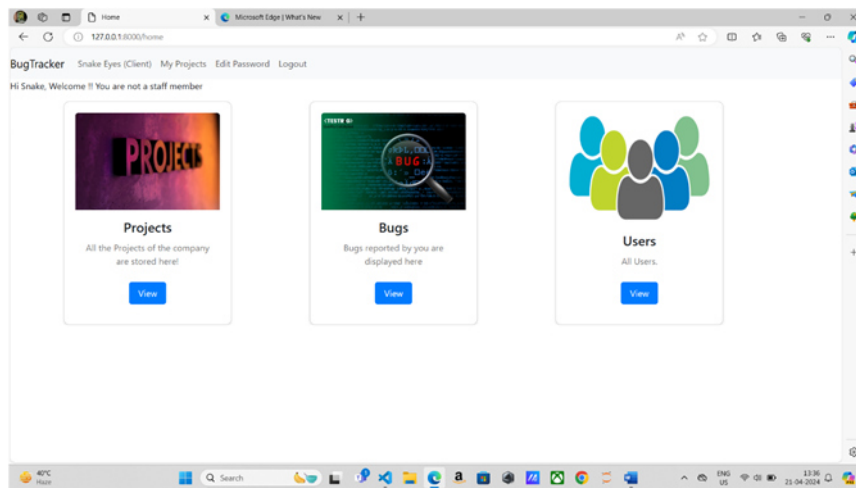 Home
Microsoft Edge | What's New
127.0.0.1:8000/home
BugTracker Snake Eyes (Client) My Projects Edit Password Logout
Hi Snake, Welcome !! You are not a staff member
PROJECTS
BUG
Projects
All the Projects of the company
are stored here!
View
Bugs
Bugs reported by you are
displayed here
View
Users
All Users.
View
40°C
Haze
Search
ENG
US
13:36
21-04-2024